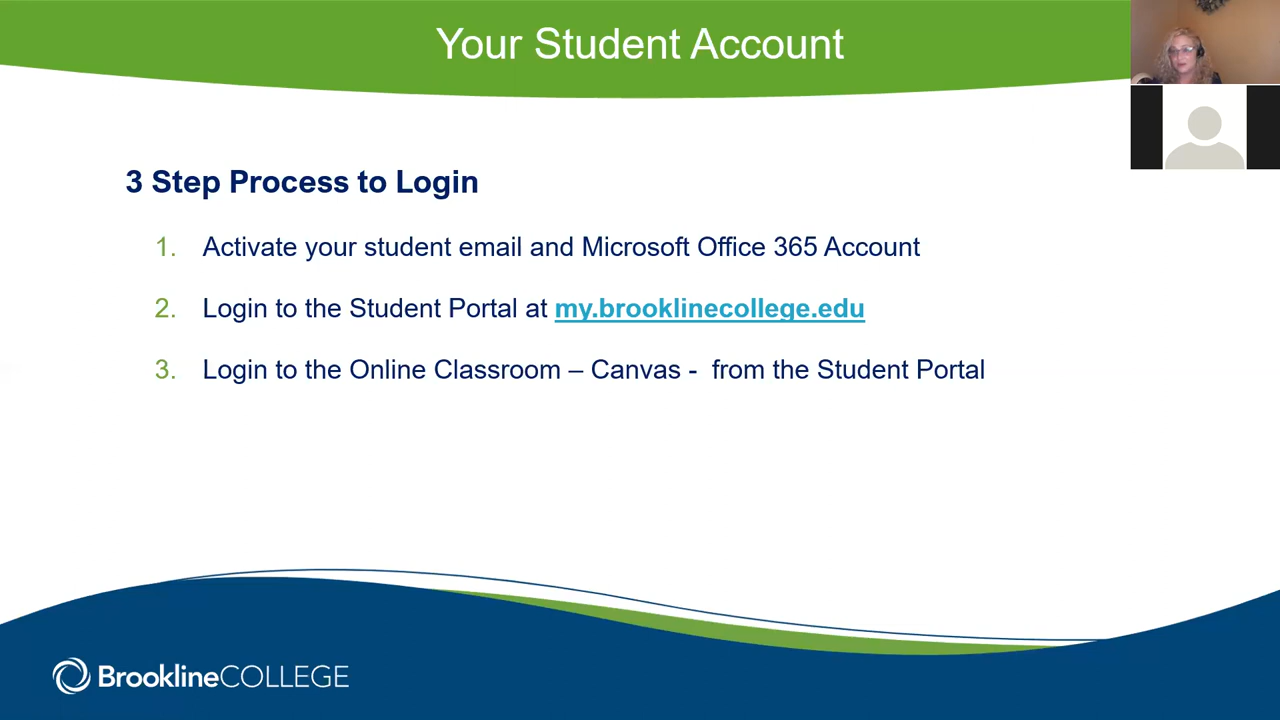 Your Student Account
3 Step Process to Login
1. Activate your student email and Microsoft Office 365 Account
2. Login to the Student Portal at my.brooklinecollege.edu
3. Login to the Online Classroom – Canvas -  from the Student Portal
BrooklineCOLLEGE